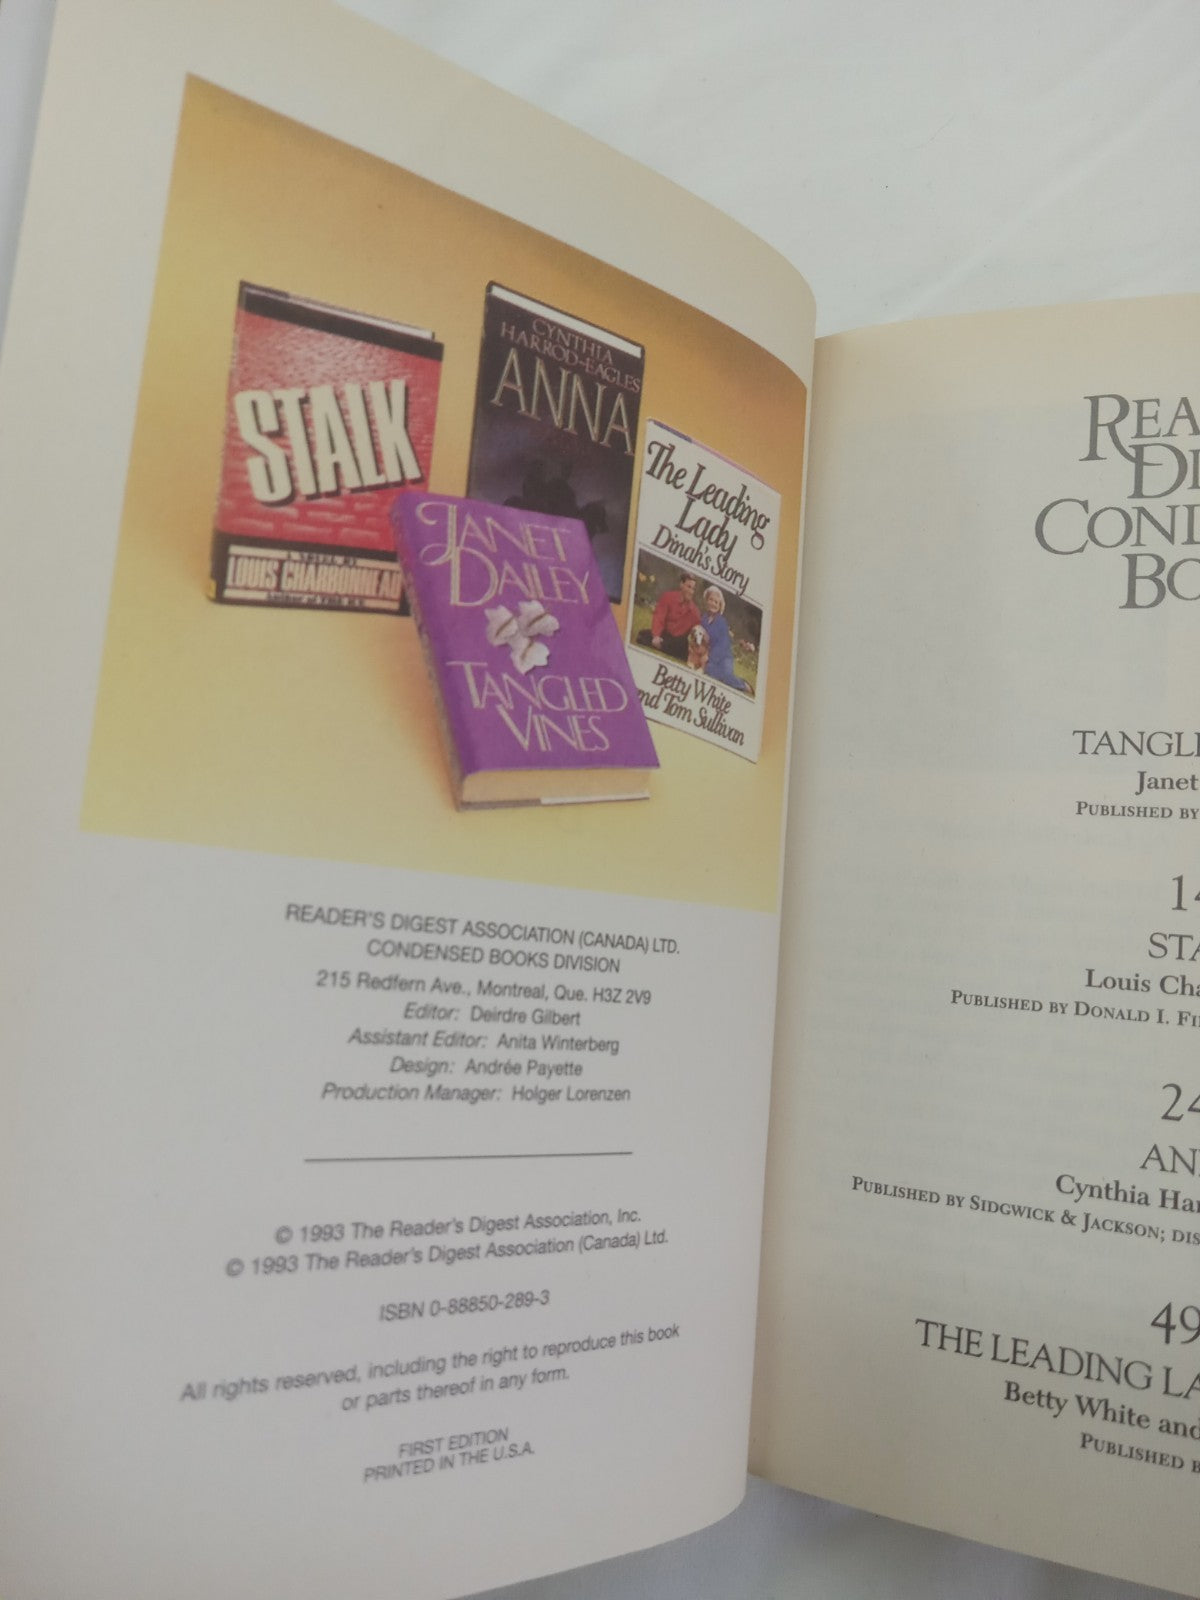 STALK
A NOVEL BY
LOUIS CHARBONNEAU
CYNTHIA
HARROD-EAGLES
ANNA
JANET
DAILEY
TANGLED
VINES
The Leading
Lady
Dinah's Story
Betty White
and Tom Sullivan
READER'S DIGEST ASSOCIATION (CANADA) LTD.
CONDENSED BOOKS DIVISION
215 Redfern Ave., Montreal, Que. H3Z 2V9
Editor: Deirdre Gilbert
Assistant Editor: Anita Winterberg
Design: Andrée Payette
Production Manager: Holger Lorenzen
© 1993 The Reader's Digest Association, Inc.
© 1993 The Reader's Digest Association (Canada) Ltd.
ISBN 0-88850-289-3
All rights reserved, including the right to reproduce this book
or parts thereof in any form.
FIRST EDITION
PRINTED IN THE U.S.A.
REA
DI
COND
BO
TANGLE
Janet
PUBLISHED BY
14
STA
Louis Cha
PUBLISHED BY DONALD I. FI
24
AN
Cynthia Har
PUBLISHED BY SIDGWICK & JACKSON; DIS
49
THE LEADING LA
Betty White and
PUBLISHED B